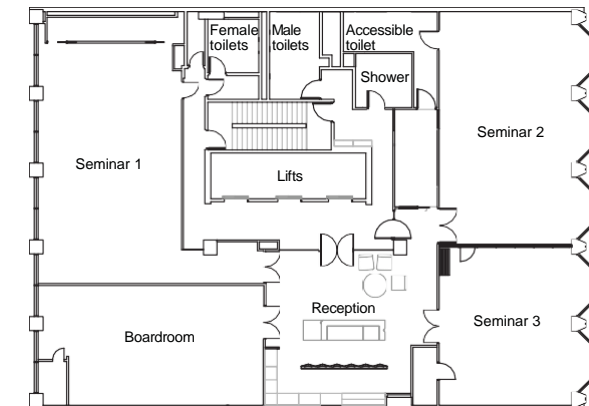 Female
toilets
Male
toilets
Accessible
toilet
Shower
Seminar 2
Seminar 1
Lifts
Reception
Seminar 3
Boardroom